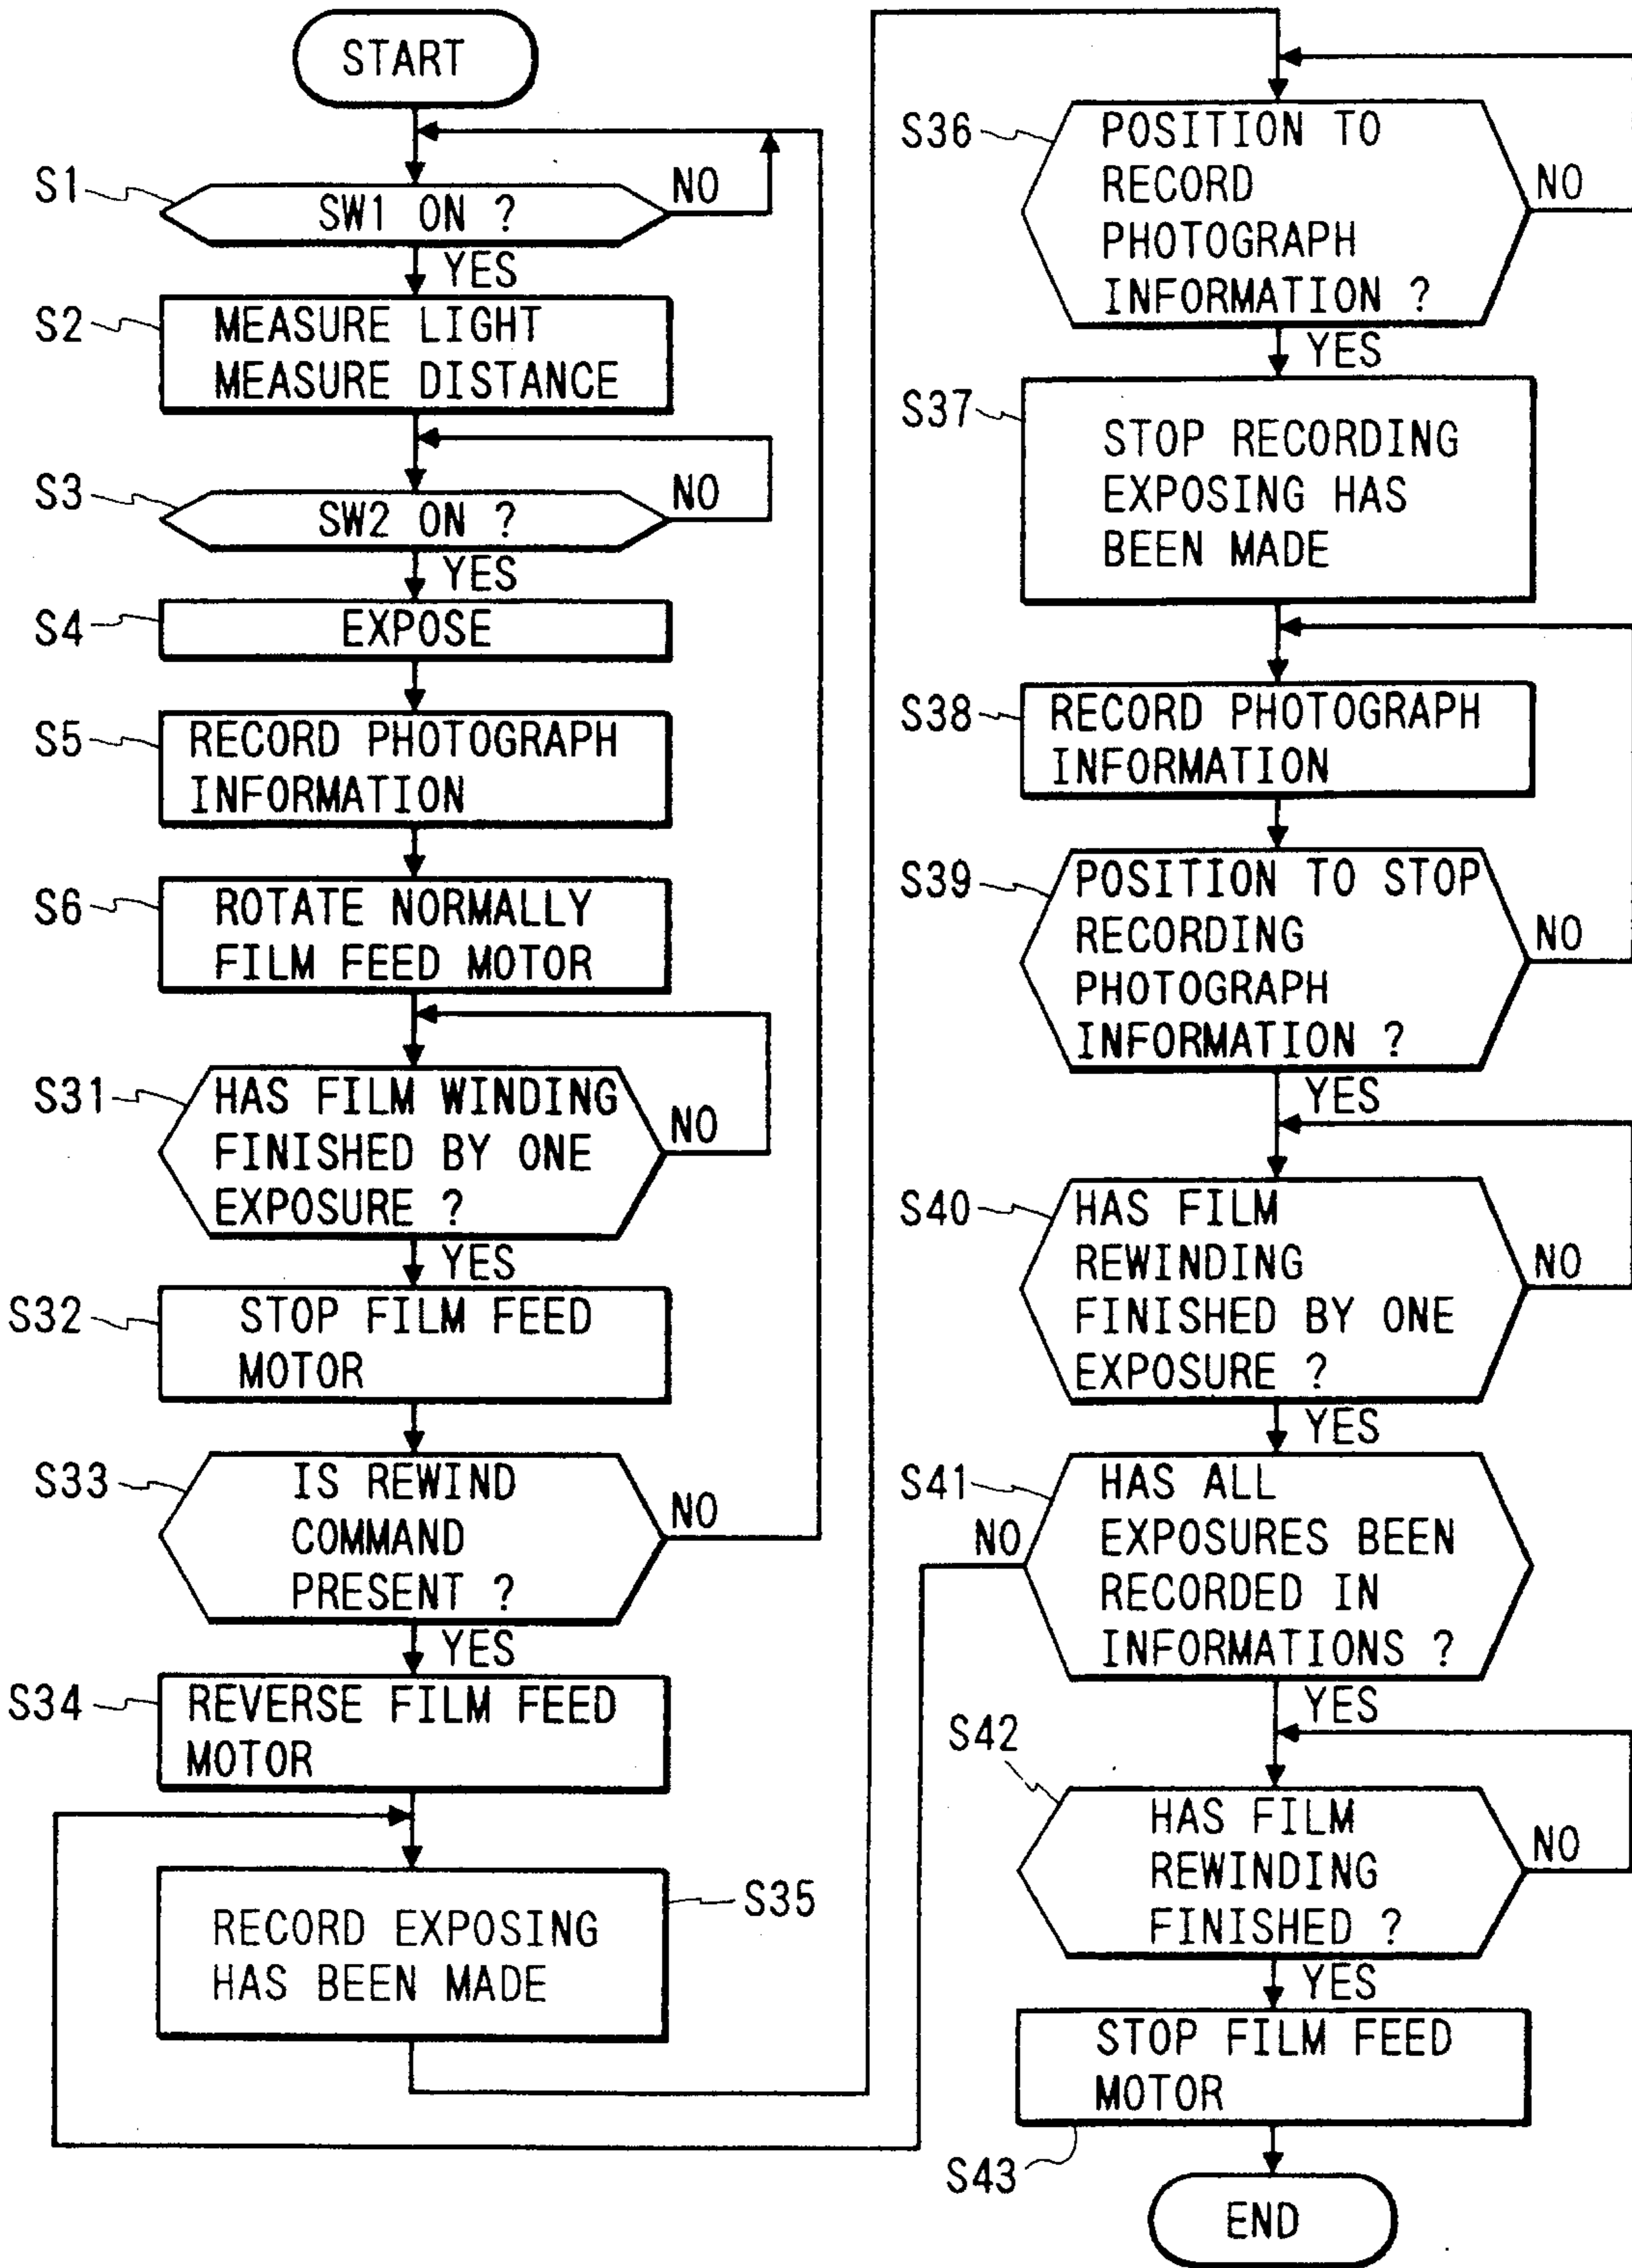 START
S1
SW1 ON ?
NO
YES
S2
MEASURE LIGHT
MEASURE DISTANCE
S3
SW2 ON ?
NO
YES
S4
EXPOSE
S5
RECORD PHOTOGRAPH
INFORMATION
S6
ROTATE NORMALLY
FILM FEED MOTOR
S31
HAS FILM WINDING
FINISHED BY ONE
EXPOSURE ?
NO
YES
S32
STOP FILM FEED
MOTOR
S33
IS REWIND
COMMAND
PRESENT ?
NO
YES
S34
REVERSE FILM FEED
MOTOR
S35
RECORD EXPOSING
HAS BEEN MADE
S36
POSITION TO
RECORD
PHOTOGRAPH
INFORMATION ?
NO
YES
S37
STOP RECORDING
EXPOSING HAS
BEEN MADE
S38
RECORD PHOTOGRAPH
INFORMATION
S39
POSITION TO STOP
RECORDING
PHOTOGRAPH
INFORMATION ?
NO
YES
S40
HAS FILM
REWINDING
FINISHED BY ONE
EXPOSURE ?
NO
YES
S41
HAS ALL
EXPOSURES BEEN
RECORDED IN
INFORMATIONS ?
NO
YES
S42
HAS FILM
REWINDING
FINISHED ?
NO
YES
STOP FILM FEED
MOTOR
S43
END